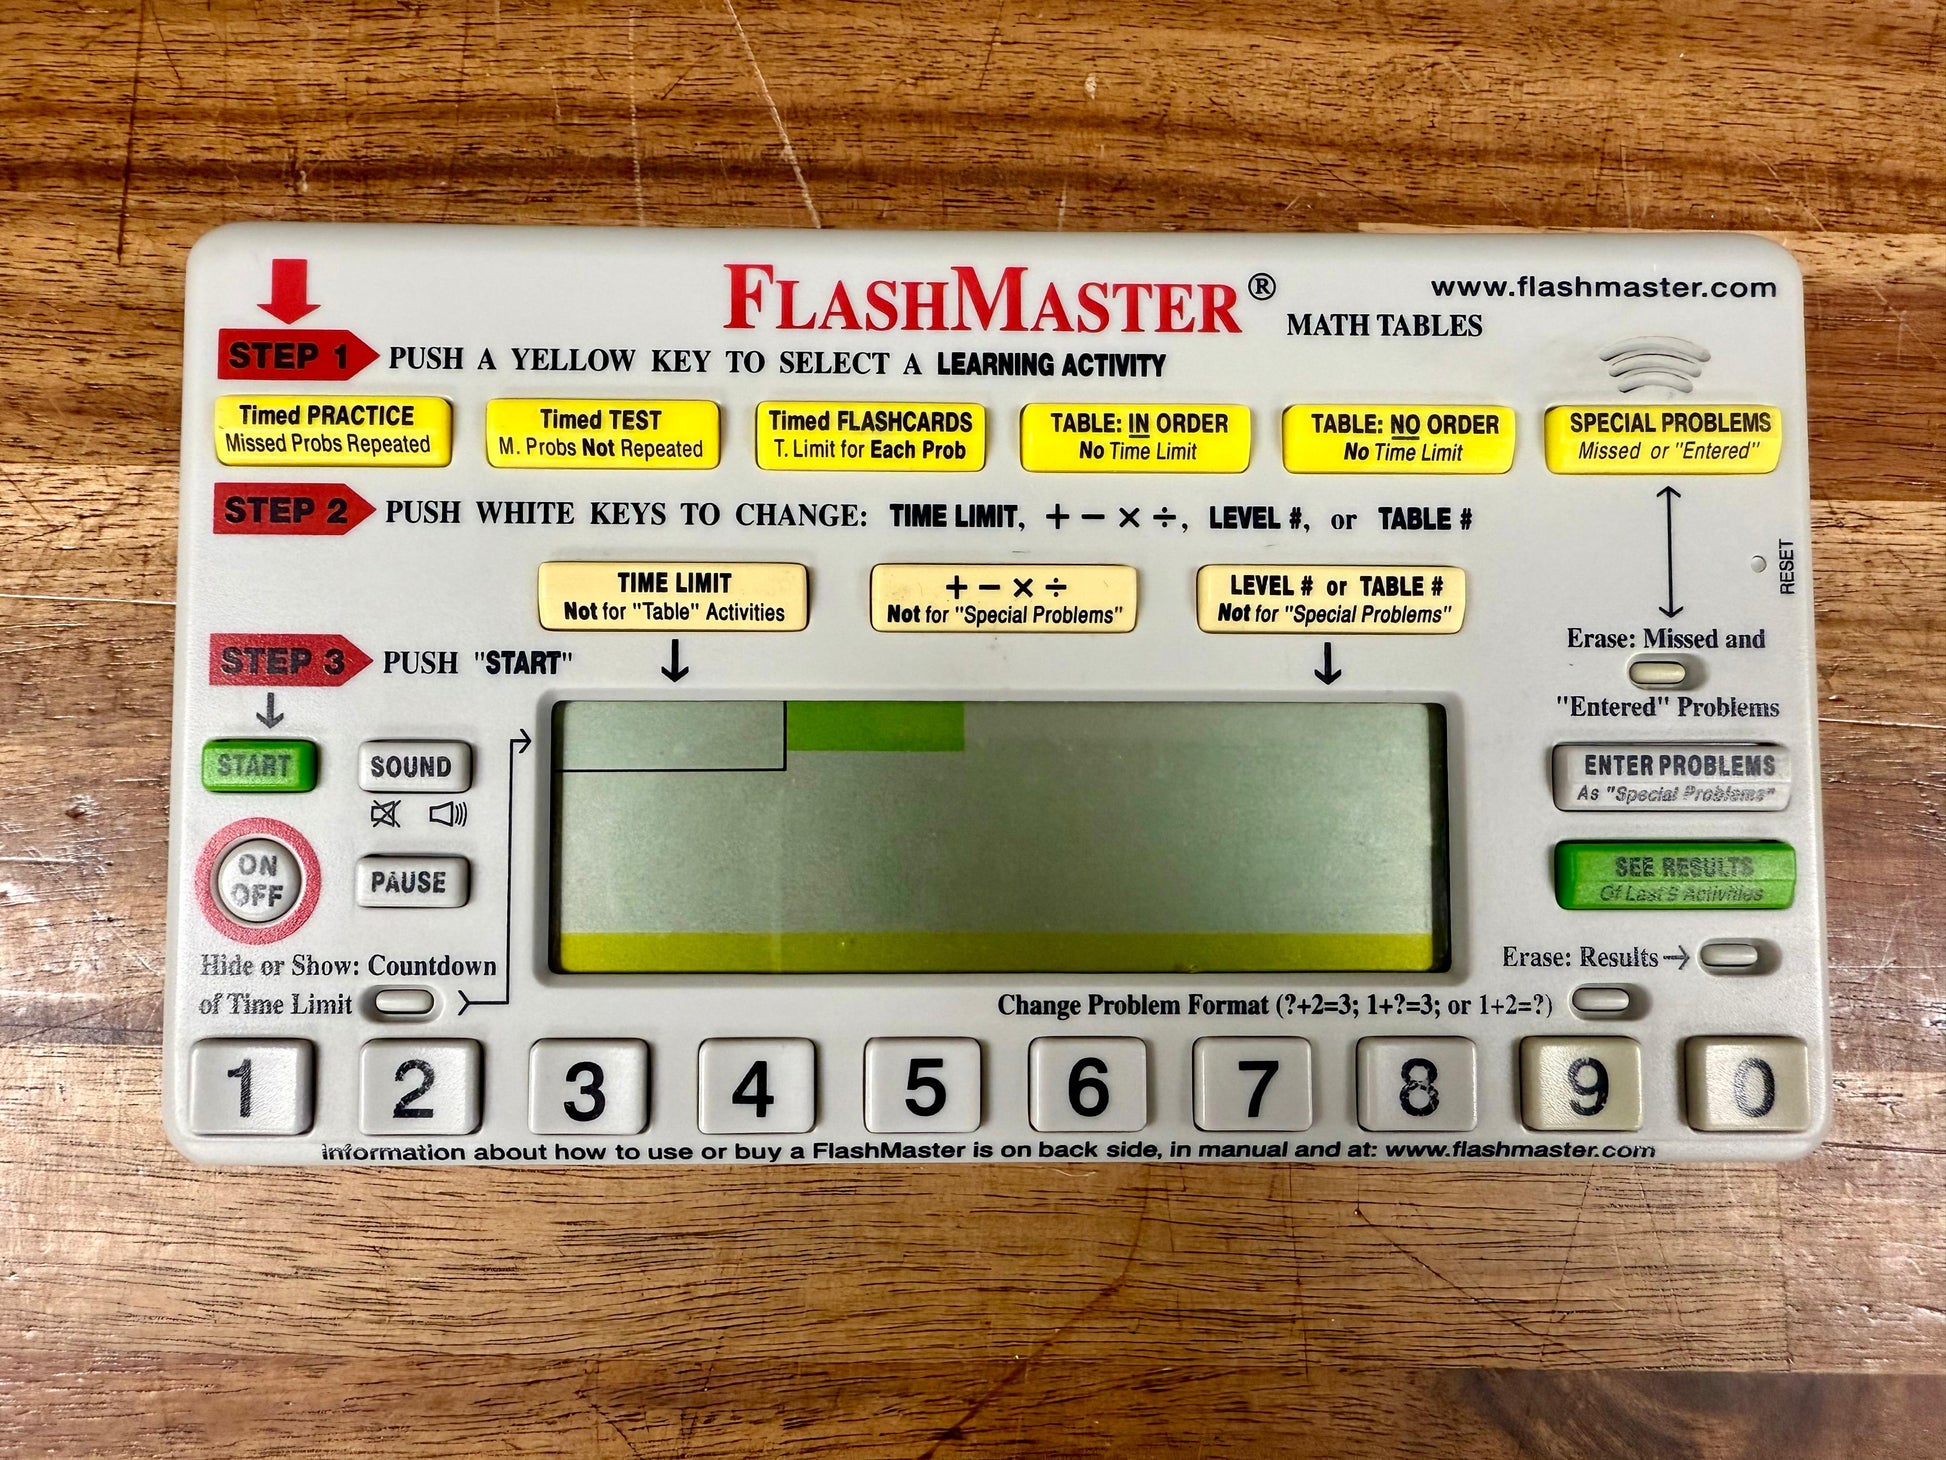 FLASHMASTER®
MATH TABLES
www.flashmaster.com
STEP 1
PUSH A YELLOW KEY TO SELECT A LEARNING ACTIVITY
Timed PRACTICE
Missed Probs Repeated
Timed TEST
M. Probs Not Repeated
Timed FLASHCARDS
T. Limit for Each Prob
TABLE: IN ORDER
No Time Limit
TABLE: NO ORDER
No Time Limit
SPECIAL PROBLEMS
Missed or "Entered"
STEP 2
PUSH WHITE KEYS TO CHANGE: TIME LIMIT, + − × ÷, LEVEL #, or TABLE #
TIME LIMIT
Not for "Table" Activities
+ − × ÷
Not for "Special Problems"
LEVEL # or TABLE #
Not for "Special Problems"
RESET
STEP 3
PUSH "START"
Erase: Missed and
"Entered" Problems
START
SOUND
ENTER PROBLEMS
As "Special Problems"
ON
OFF
PAUSE
SEE RESULTS
Of Last 9 Activities
Hide or Show: Countdown
of Time Limit
Erase: Results→
Change Problem Format (?+2=3; 1+?=3; or 1+2=?)
1 2 3 4 5 6 7 8 9 0
Information about how to use or buy a FlashMaster is on back side, in manual and at: www.flashmaster.com